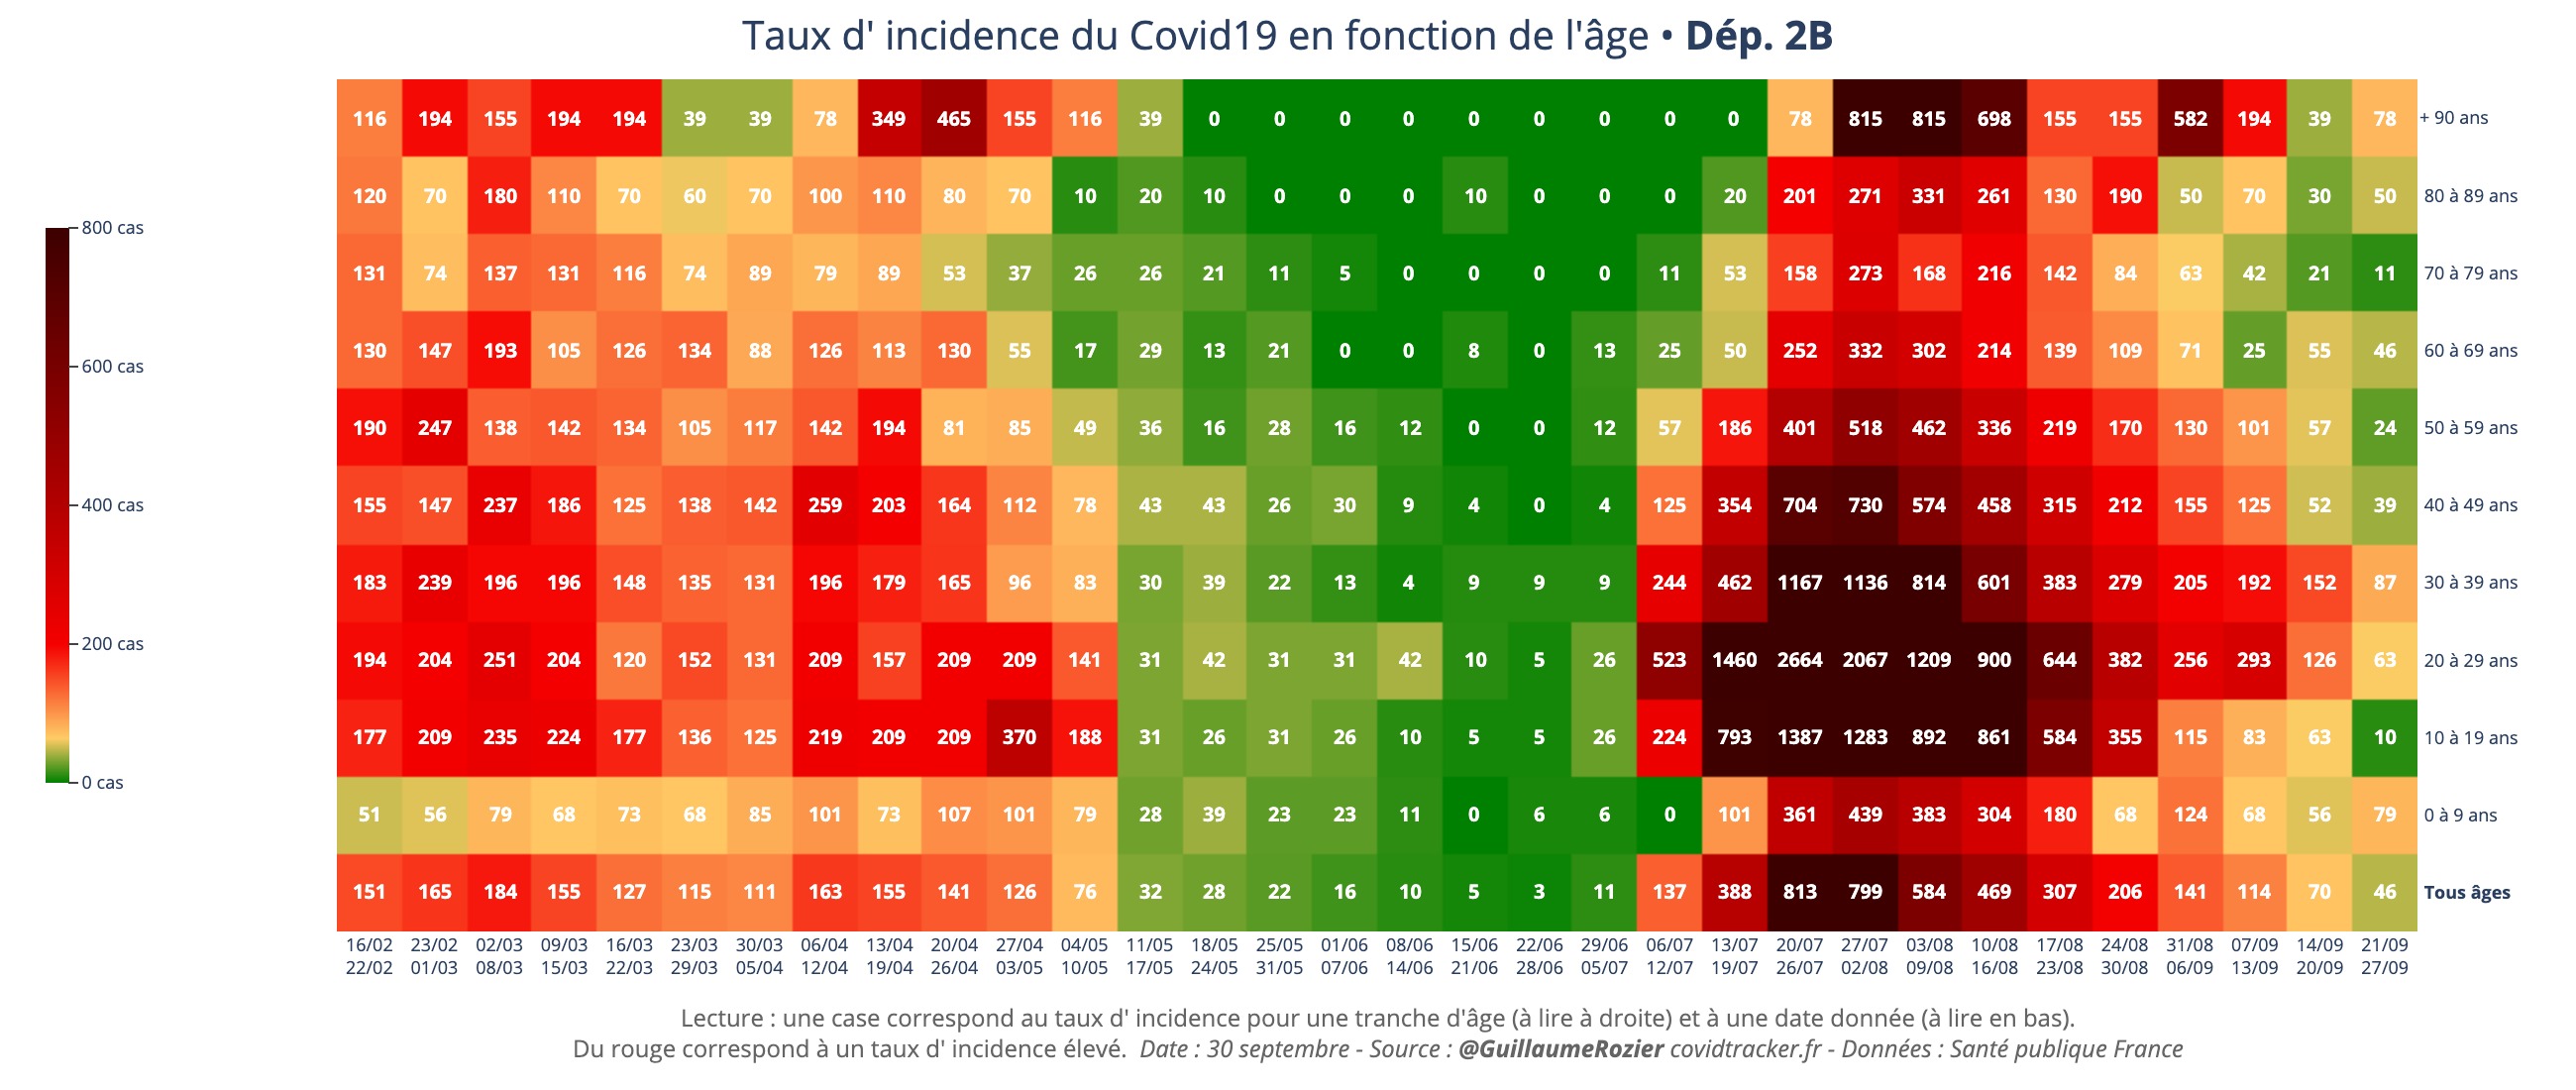 Taux d' incidence du Covid19 en fonction de l'âge • Dép. 2B
116 194 155 194 194 39 39 78 349 465 155 116 39 0 0 0 0 0 0 0 0 0 78 815 815 698 155 155 582 194 39 78 + 90 ans
120 70 180 110 70 60 70 100 110 80 70 10 20 10 0 0 0 10 0 0 0 20 201 271 331 261 130 190 50 70 30 50 80 à 89 ans
800 cas
131 74 137 131 116 74 89 79 89 53 37 26 26 21 11 5 0 0 0 0 11 53 158 273 168 216 142 84 63 42 21 11 70 à 79 ans
130 147 193 105 126 134 88 126 113 130 55 17 29 13 21 0 0 8 0 13 25 50 252 332 302 214 139 109 71 25 55 46 60 à 69 ans
600 cas
190 247 138 142 134 105 117 142 194 81 85 49 36 16 28 16 12 0 0 12 57 186 401 518 462 336 219 170 130 101 57 24 50 à 59 ans
400 cas
155 147 237 186 125 138 142 259 203 164 112 78 43 43 26 30 9 4 0 4 125 354 704 730 574 458 315 212 155 125 52 39 40 à 49 ans
183 239 196 196 148 135 131 196 179 165 96 83 30 39 22 13 4 9 9 9 244 462 1167 1136 814 601 383 279 205 192 152 87 30 à 39 ans
200 cas
194 204 251 204 120 152 131 209 157 209 209 141 31 42 31 31 42 10 5 26 523 1460 2664 2067 1209 900 644 382 256 293 126 63 20 à 29 ans
177 209 235 224 177 136 125 219 209 209 370 188 31 26 31 26 10 5 5 26 224 793 1387 1283 892 861 584 355 115 83 63 10 10 à 19 ans
0 cas
51 56 79 68 73 68 85 101 73 107 101 79 28 39 23 23 11 0 6 6 0 101 361 439 383 304 180 68 124 68 56 79 0 à 9 ans
151 165 184 155 127 115 111 163 155 141 126 76 32 28 22 16 10 5 3 11 137 388 813 799 584 469 307 206 141 114 70 46 Tous âges
16/02 23/02 02/03 09/03 16/03 23/03 30/03 06/04 13/04 20/04 27/04 04/05 11/05 18/05 25/05 01/06 08/06 15/06 22/06 29/06 06/07 13/07 20/07 27/07 03/08 10/08 17/08 24/08 31/08 07/09 14/09 21/09
22/02 01/03 08/03 15/03 22/03 29/03 05/04 12/04 19/04 26/04 03/05 10/05 17/05 24/05 31/05 07/06 14/06 21/06 28/06 05/07 12/07 19/07 26/07 02/08 09/08 16/08 23/08 30/08 06/09 13/09 20/09 27/09
Lecture : une case correspond au taux d' incidence pour une tranche d'âge (à lire à droite) et à une date donnée (à lire en bas).
Du rouge correspond à un taux d' incidence élevé. Date : 30 septembre - Source : @GuillaumeRozier covidtracker.fr - Données : Santé publique France